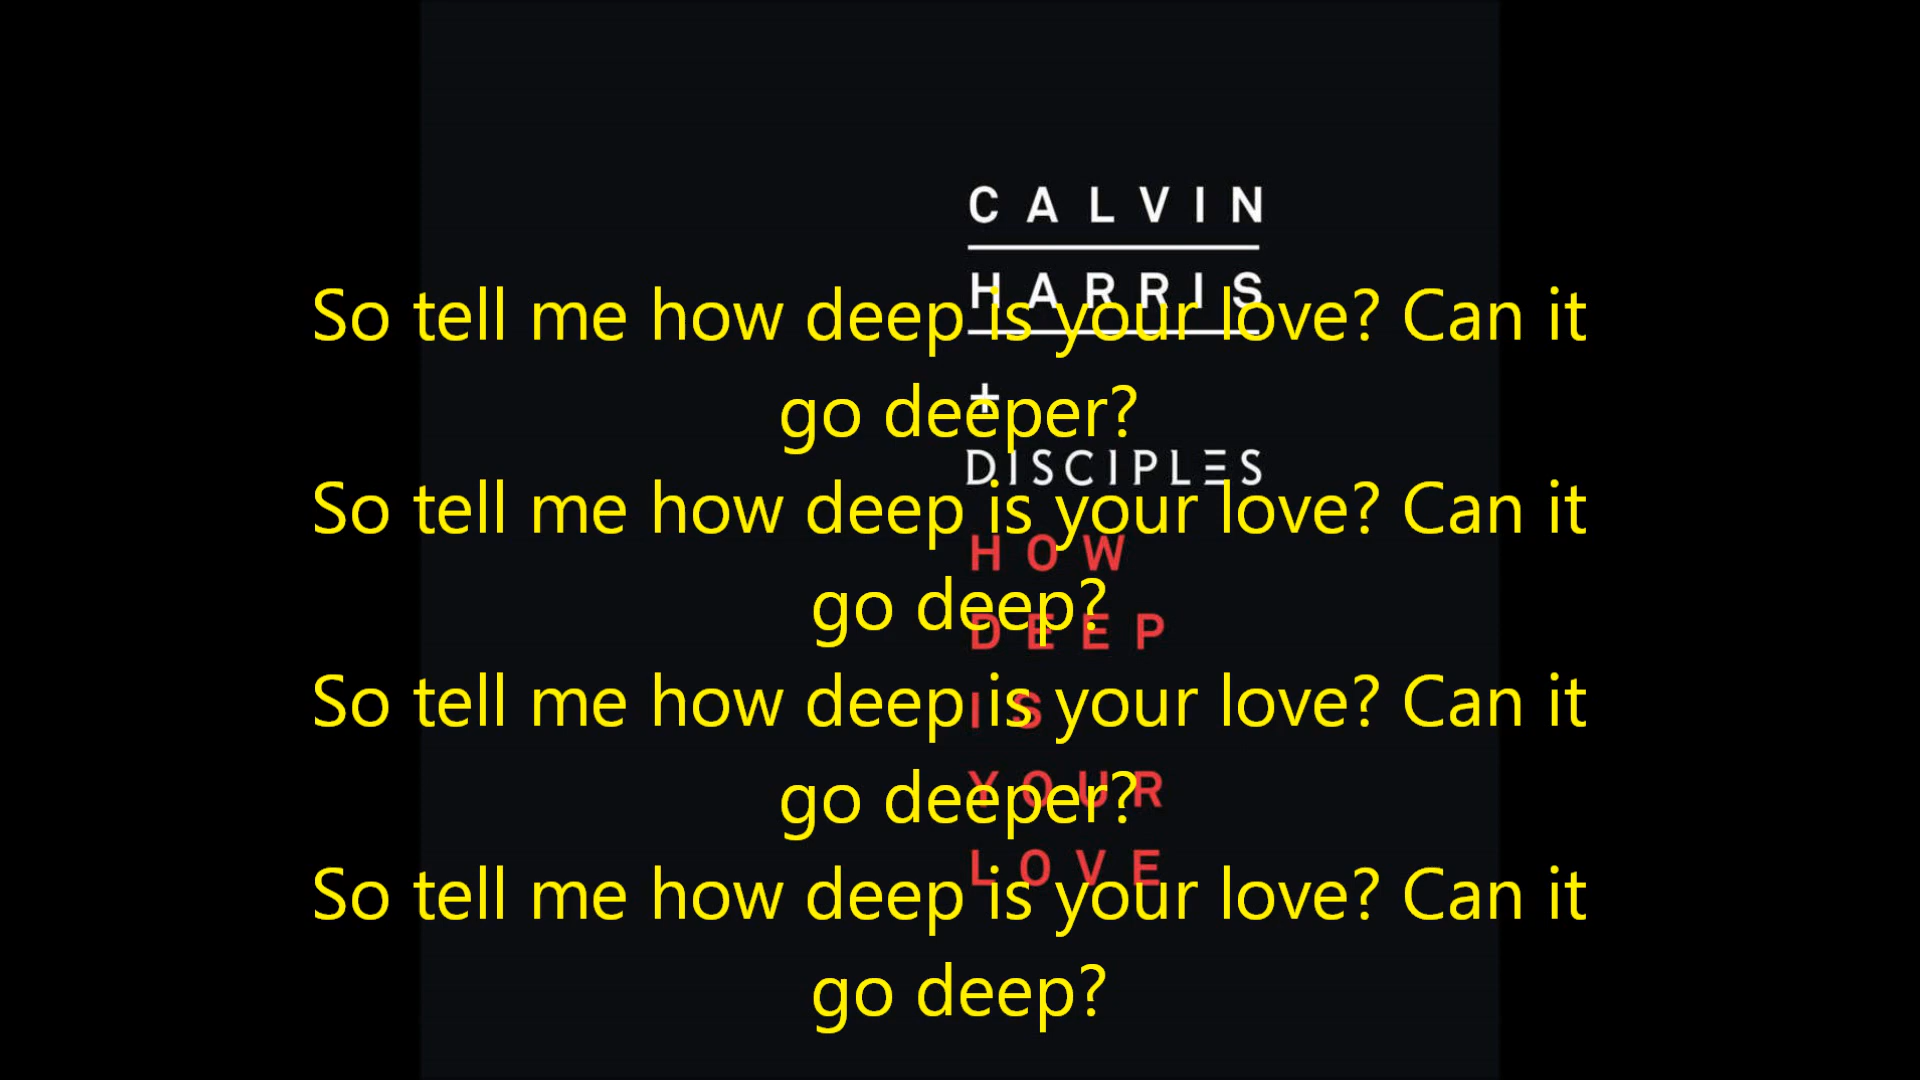 CALVIN
HARRIS
So tell me how deep is your love? Can it
+
go deeper?
DISCIPLES
So tell me how deep is your love? Can it
HOW
go deep?
DEEP
So tell me how deep is your love? Can it
IS
YOUR
go deeper?
LOVE
So tell me how deep is your love? Can it
go deep?